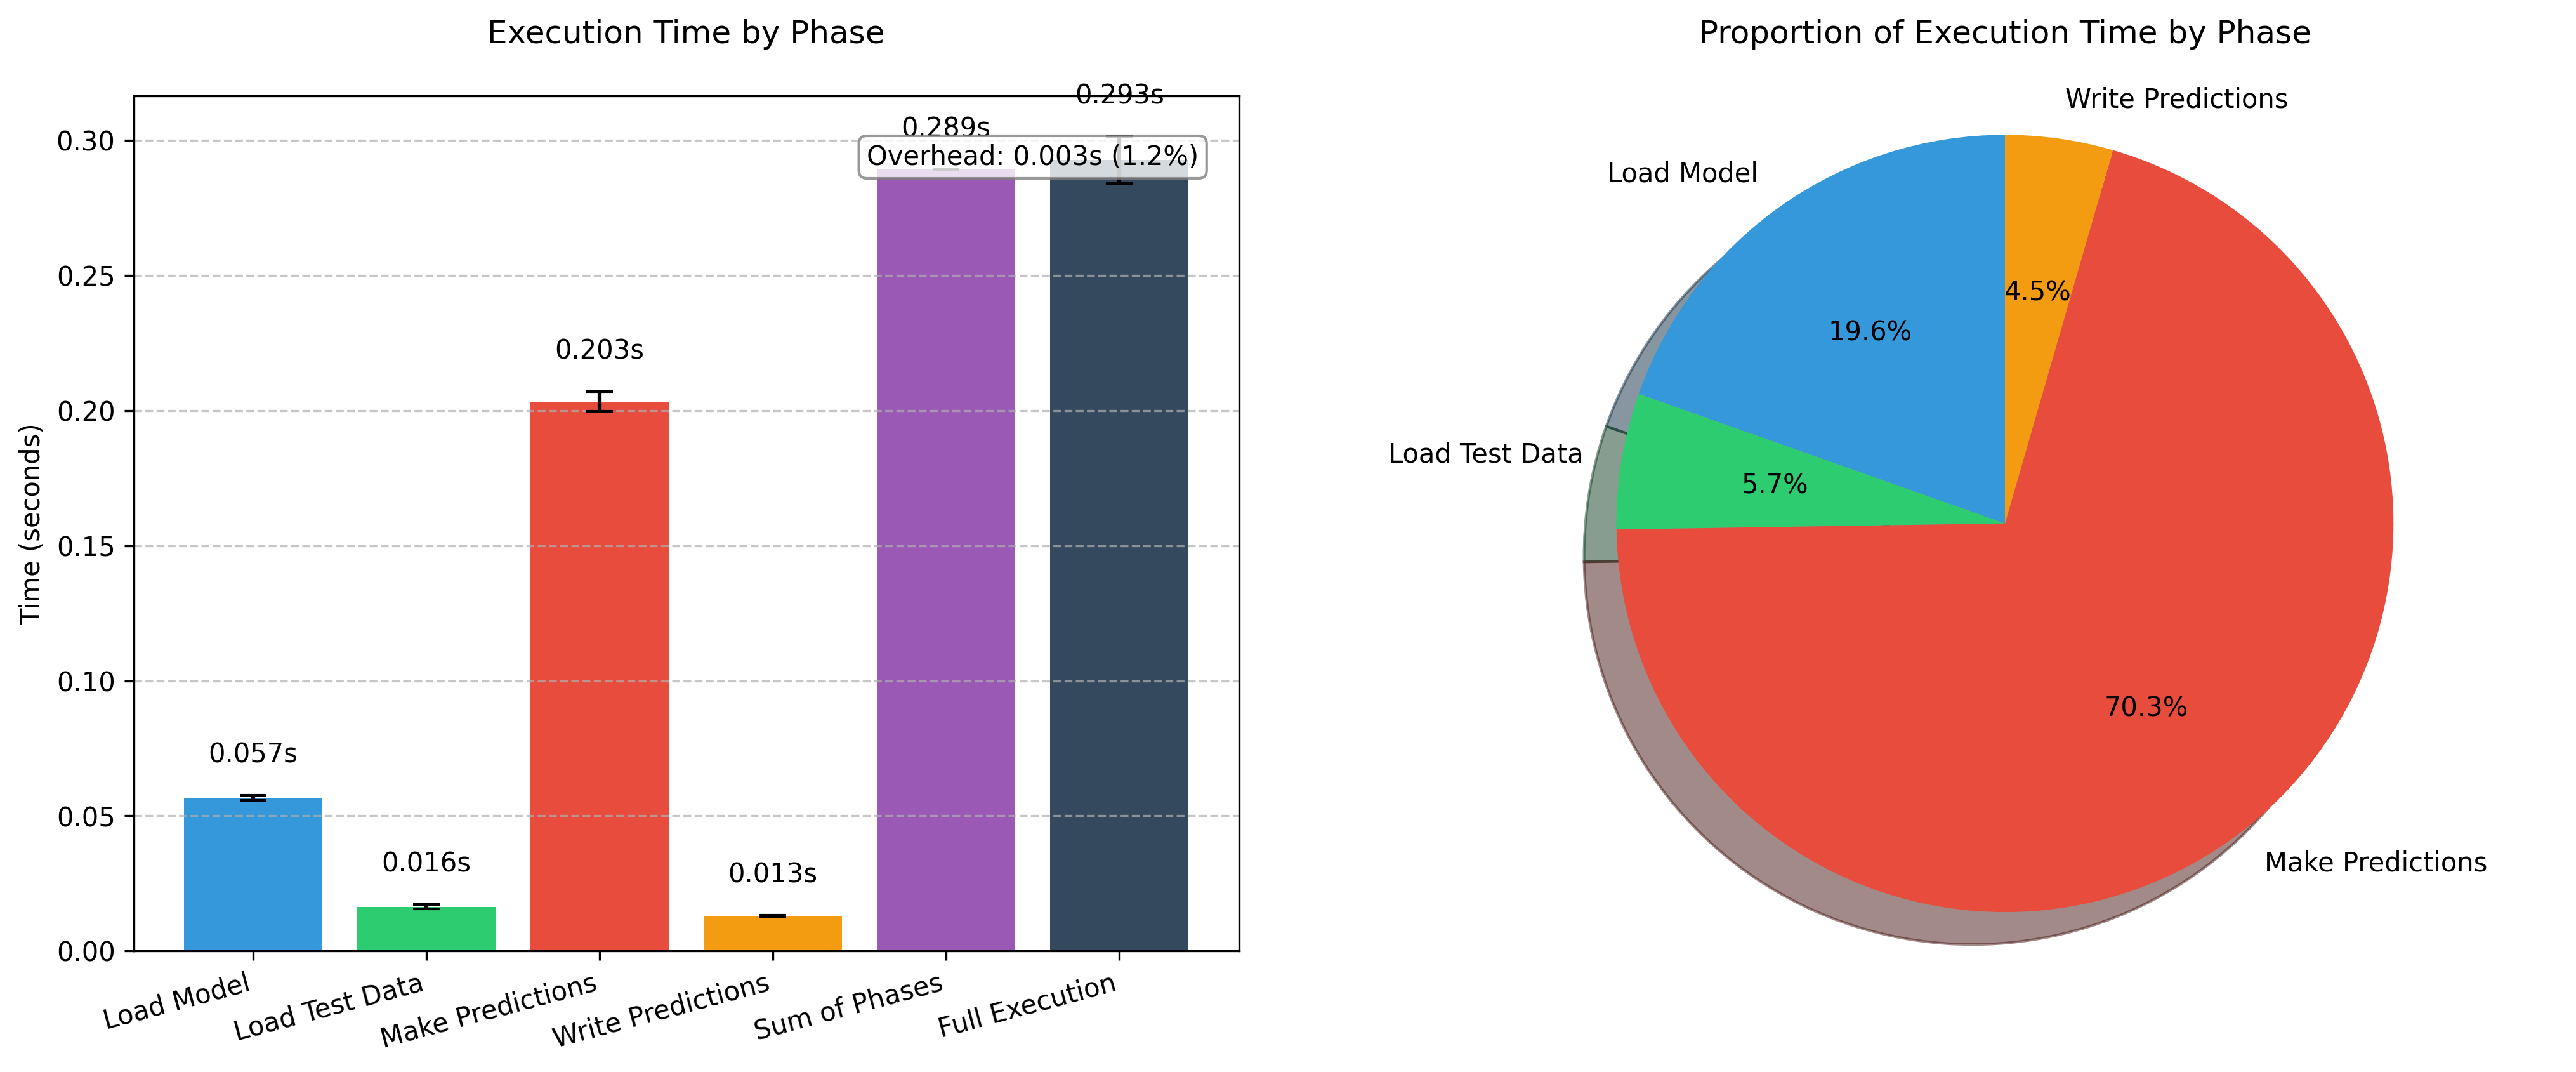 Execution Time by Phase
0.293s
0.289s
Overhead: 0.003s (1.2%)
0.203s
0.057s
0.016s
0.013s
0.30
0.25
0.20
0.15
0.10
0.05
0.00
Time (seconds)
Load Model
Load Test Data
Make Predictions
Write Predictions
Sum of Phases
Full Execution
Proportion of Execution Time by Phase
Write Predictions
Load Model
4.5%
19.6%
Load Test Data
5.7%
70.3%
Make Predictions